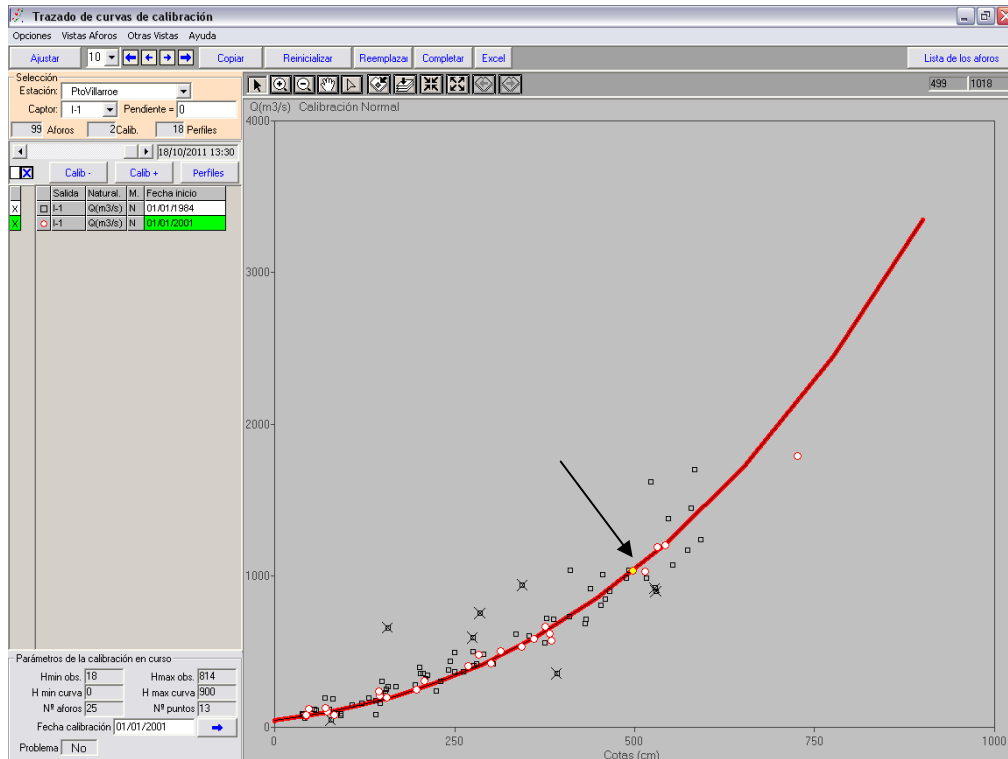 Trazado de curvas de calibración
Opciones Vistas Aforos Otras Vistas Ayuda
Ajustar 10 Copiar Reinicializar Reemplazar Completar Excel Lista de los aforos
Selección
Estación: PtoVillarroe
Captor: I-1 Pendiente = 0
99 Aforos 2 Calib. 18 Perfiles
18/10/2011 13:30
X Calib - Calib + Perfiles
Salida Natural. M. Fecha inicio
X I-1 Q(m3/s) N 01/01/1984
X I-1 Q(m3/s) N 01/01/2001
499 1018
Q(m3/s) Calibración Normal
4000
3000
2000
1000
0
0 250 500 750 1000
Cotas (cm)
Parámetros de la calibración en curso
Hmin obs. 18 Hmax obs. 814
H min curva 0 H max curva 900
Nº aforos 25 Nº puntos 13
Fecha calibración 01/01/2001
Problema No